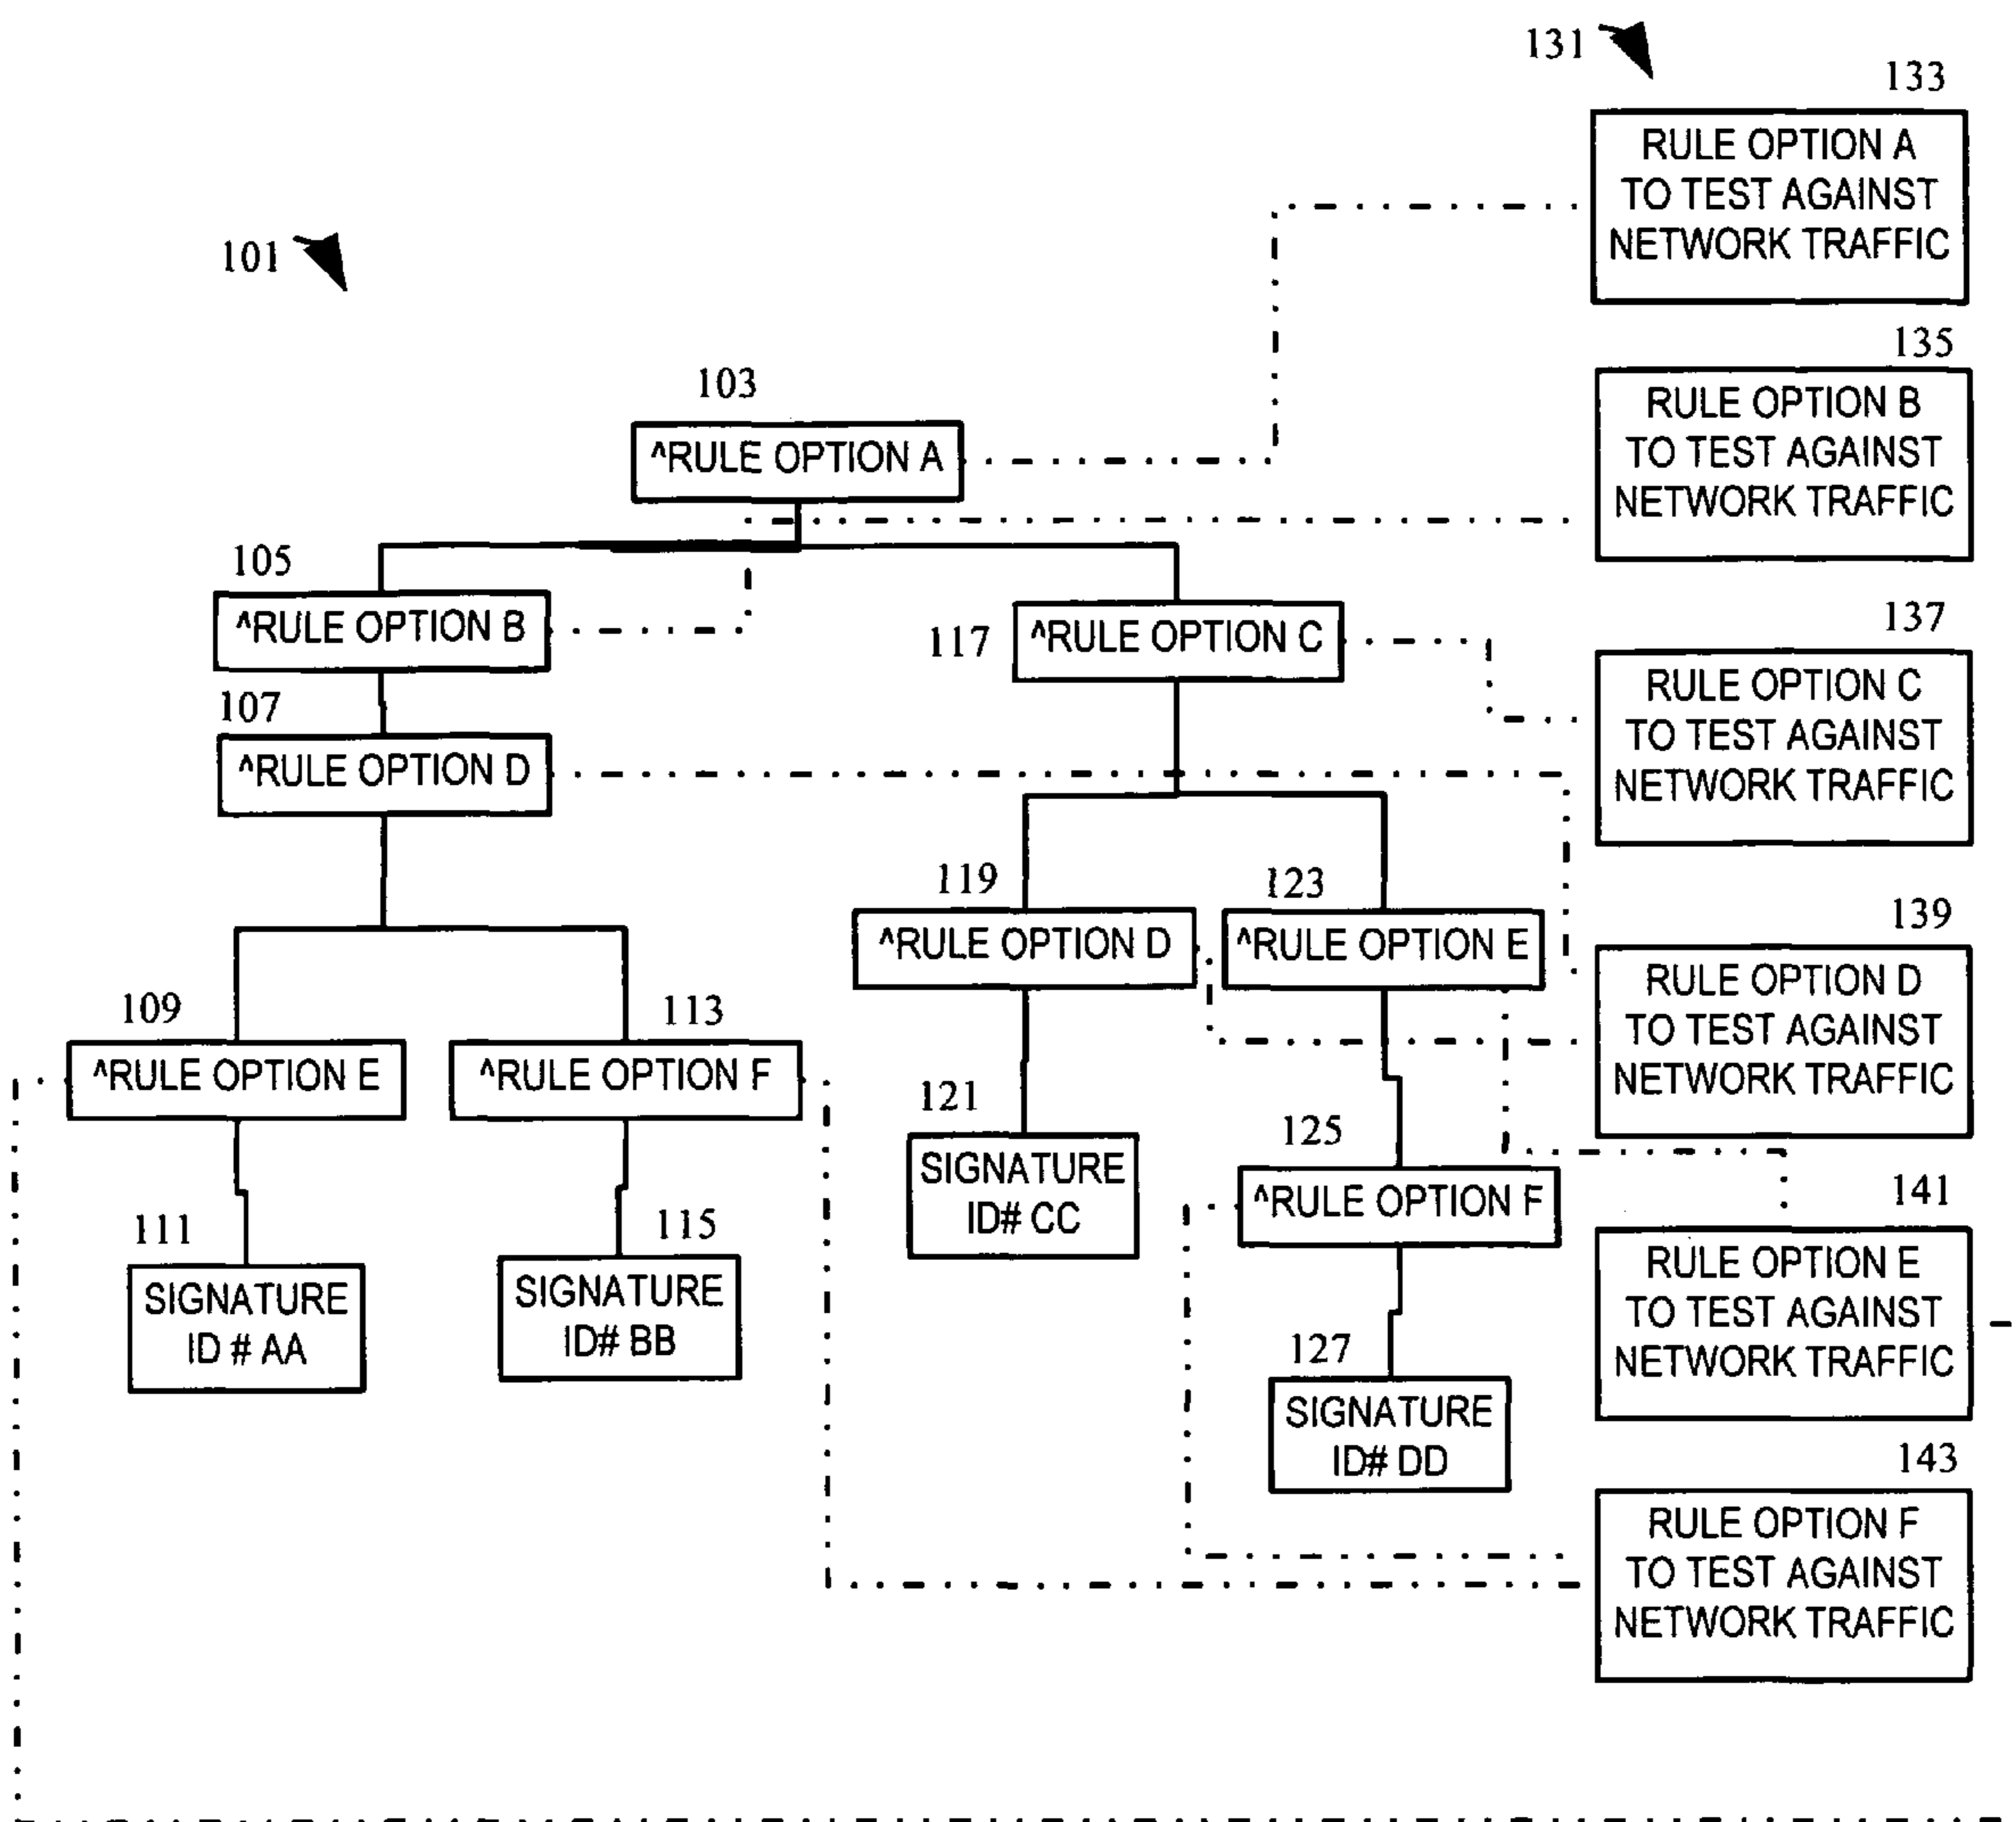 131
133
RULE OPTION A
TO TEST AGAINST
NETWORK TRAFFIC
101
135
RULE OPTION B
TO TEST AGAINST
NETWORK TRAFFIC
103
^RULE OPTION A
105
^RULE OPTION B
117
^RULE OPTION C
137
RULE OPTION C
TO TEST AGAINST
NETWORK TRAFFIC
107
^RULE OPTION D
119
^RULE OPTION D
123
^RULE OPTION E
139
RULE OPTION D
TO TEST AGAINST
NETWORK TRAFFIC
109
^RULE OPTION E
113
^RULE OPTION F
121
SIGNATURE
ID# CC
125
^RULE OPTION F
141
RULE OPTION E
TO TEST AGAINST
NETWORK TRAFFIC
111
SIGNATURE
ID # AA
115
SIGNATURE
ID# BB
127
SIGNATURE
ID# DD
143
RULE OPTION F
TO TEST AGAINST
NETWORK TRAFFIC